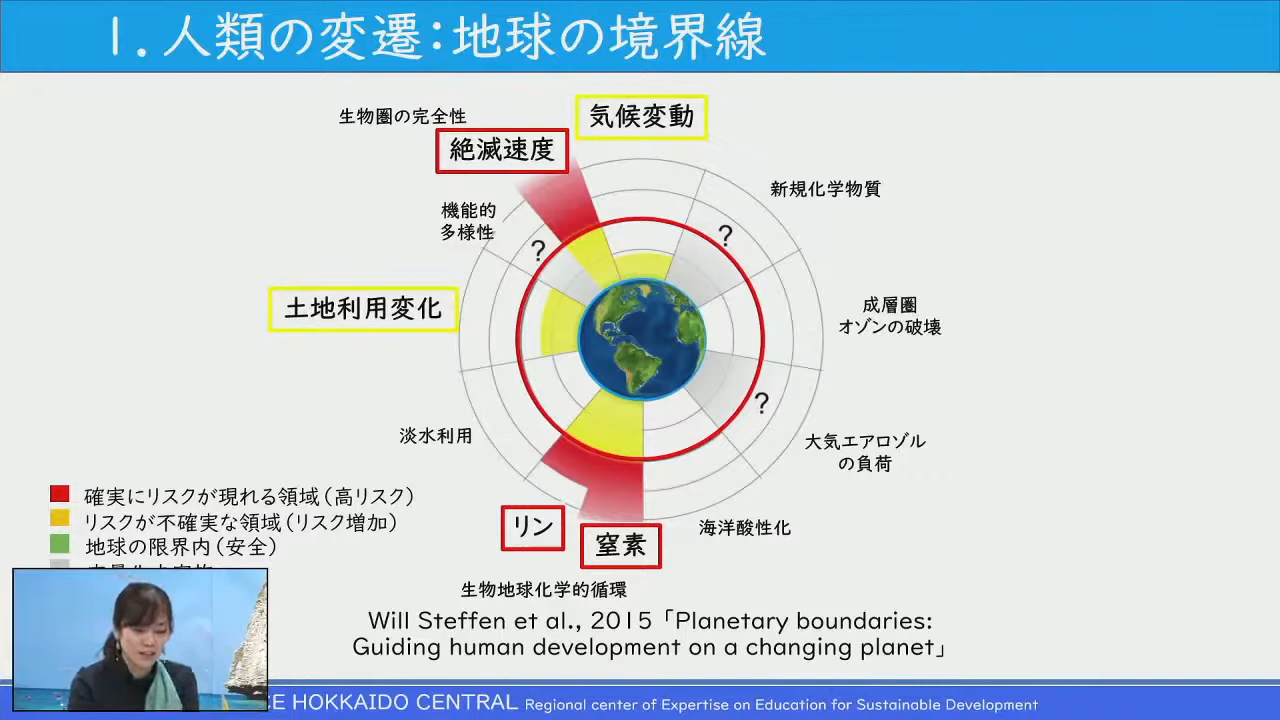 1.人類の変遷:地球の境界線
生物圏の完全性
気候変動
絶滅速度
新規化学物質
機能的
多様性
?
?
土地利用変化
成層圏
オゾンの破壊
?
淡水利用
大気エアロゾル
の負荷
確実にリスクが現れる領域(高リスク)
リスクが不確実な領域(リスク増加)
地球の限界内(安全)
リン
窒素
海洋酸性化
生物地球化学的循環
Will Steffen et al., 2015「Planetary boundaries:
Guiding human development on a changing planet」
CE HOKKAIDO CENTRAL Regional center of Expertise on Education for Sustainable Development